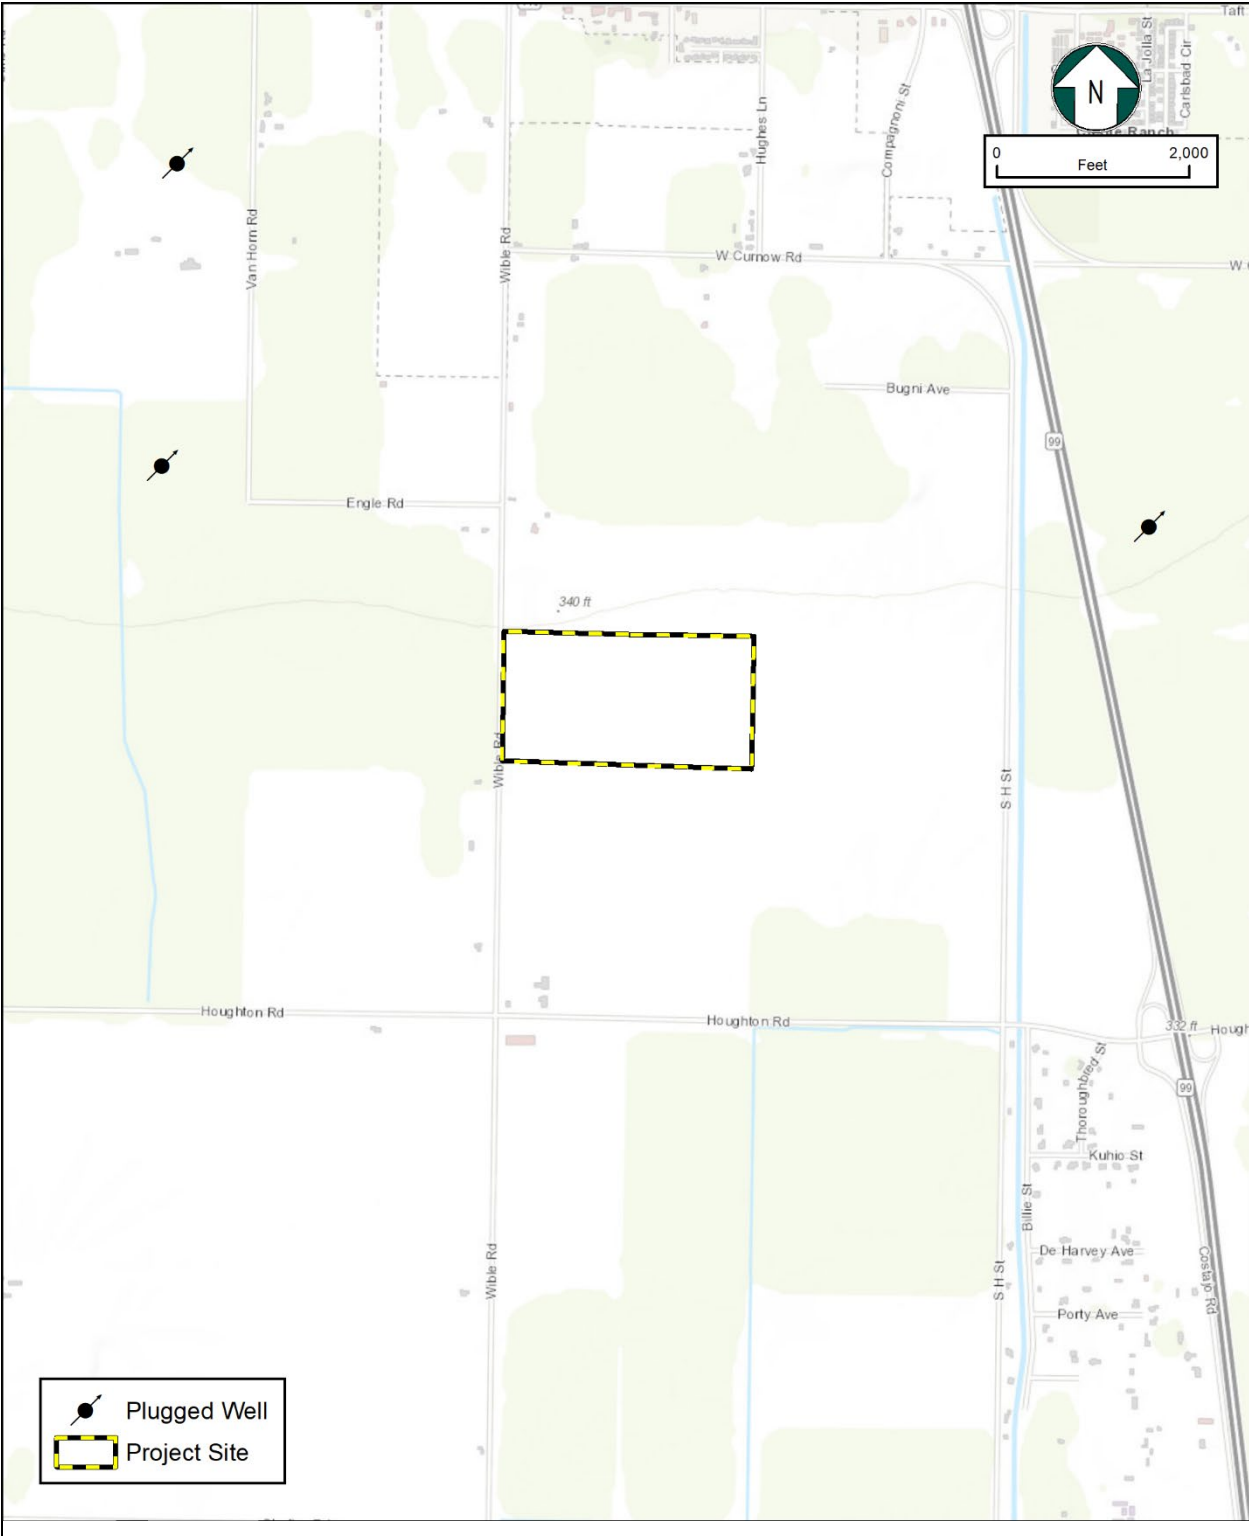 Taft
La Jolla St
Carlsbad Cir
N
Ranch
0 2,000
Feet
Hughes Ln
Compagnoni St
Van Horn Rd
Wible Rd
W Curnow Rd
W
Bugni Ave
99
Engle Rd
340 ft
Wible Rd
S H St
Houghton Rd
Houghton Rd
332 ft
Hough
99
Thoroughbred St
Kuhio St
Billie St
De Harvey Ave
Wible Rd
S H St
Costajo Rd
Porty Ave
Plugged Well
Project Site